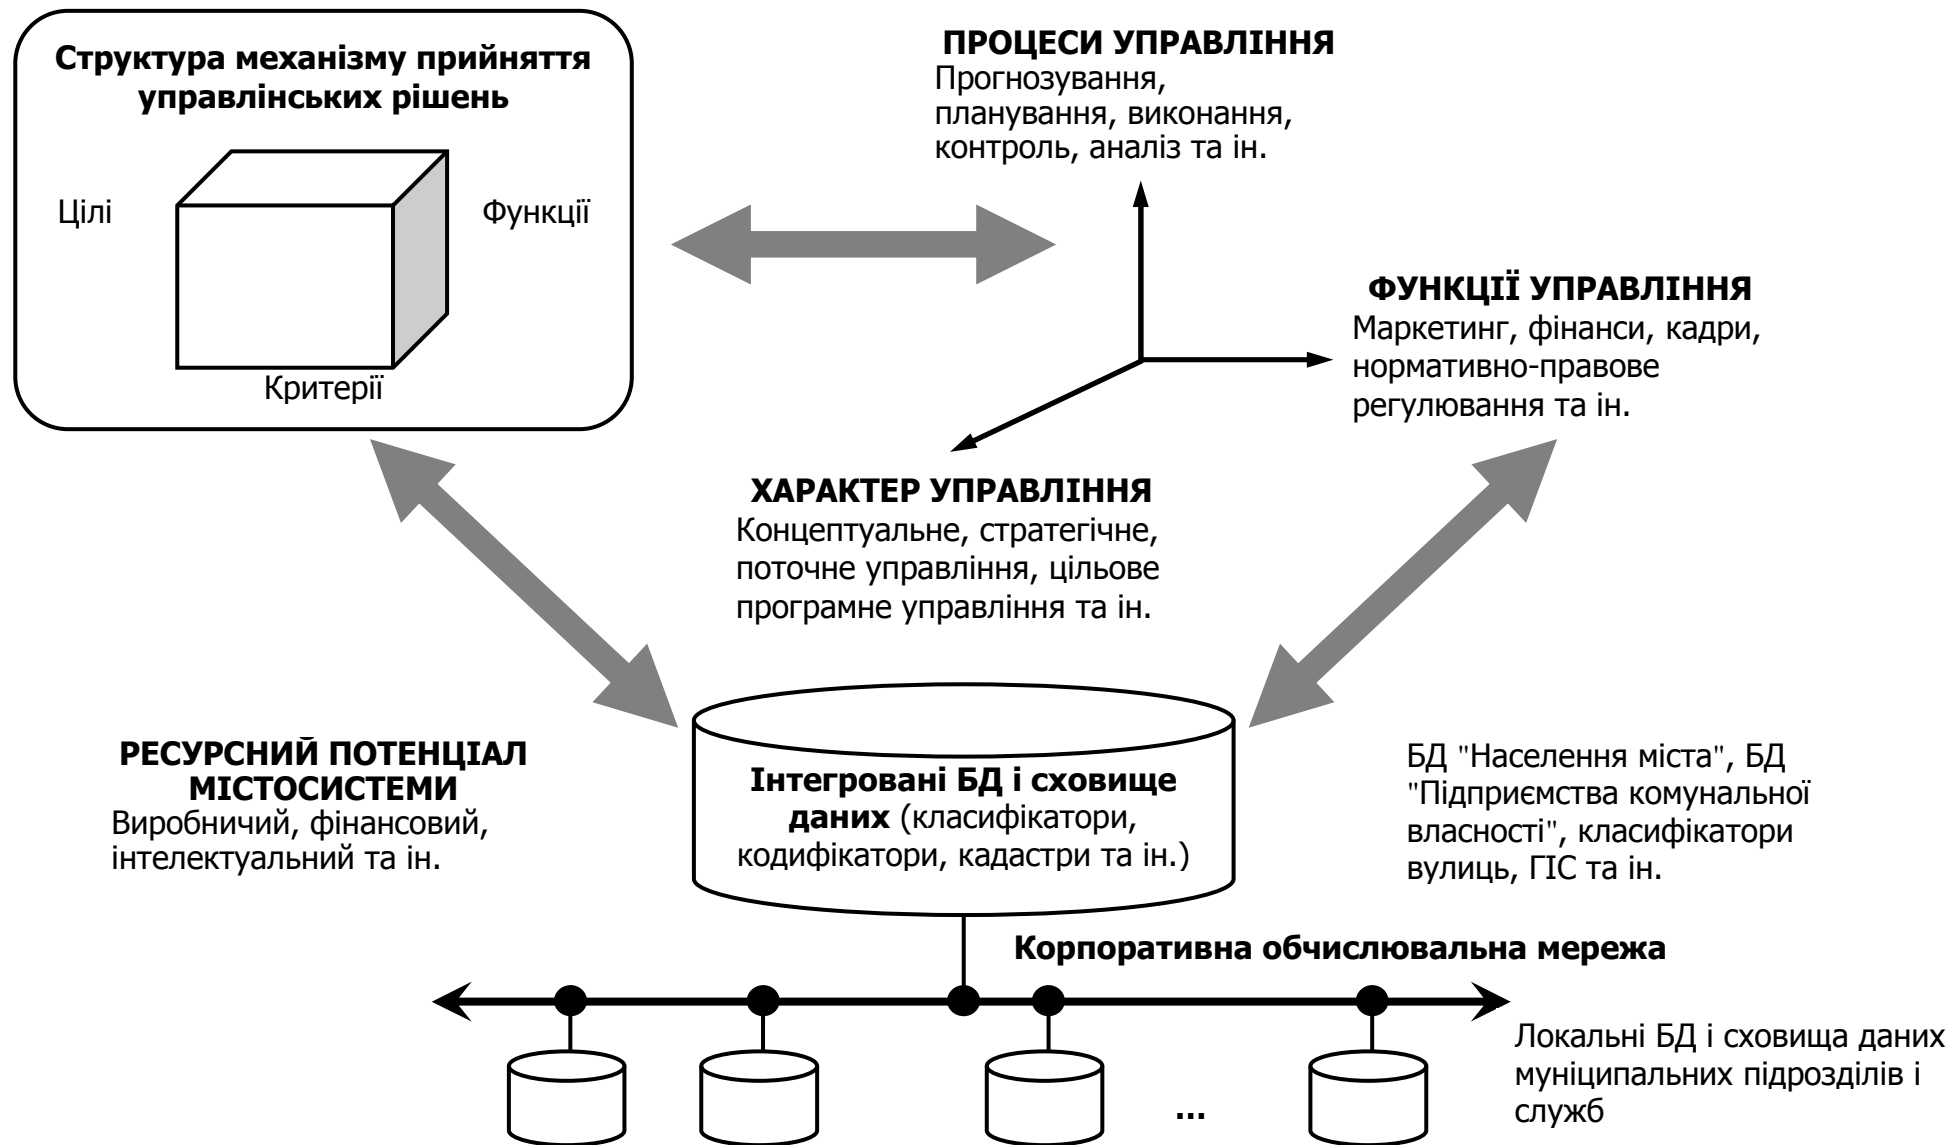 Структура механізму прийняття
управлінських рішень
Цілі
Функції
Критерії
ПРОЦЕСИ УПРАВЛІННЯ
Прогнозування,
планування, виконання,
контроль, аналіз та ін.
ФУНКЦІЇ УПРАВЛІННЯ
Маркетинг, фінанси, кадри,
нормативно-правове
регулювання та ін.
ХАРАКТЕР УПРАВЛІННЯ
Концептуальне, стратегічне,
поточне управління, цільове
програмне управління та ін.
РЕСУРСНИЙ ПОТЕНЦІАЛ
МІСТОСИСТЕМИ
Виробничий, фінансовий,
інтелектуальний та ін.
Інтегровані БД і сховище
даних (класифікатори,
кодифікатори, кадастри та ін.)
БД "Населення міста", БД
"Підприємства комунальної
власності", класифікатори
вулиць, ГІС та ін.
Корпоративна обчислювальна мережа
Локальні БД і сховища даних
муніципальних підрозділів і
служб
...